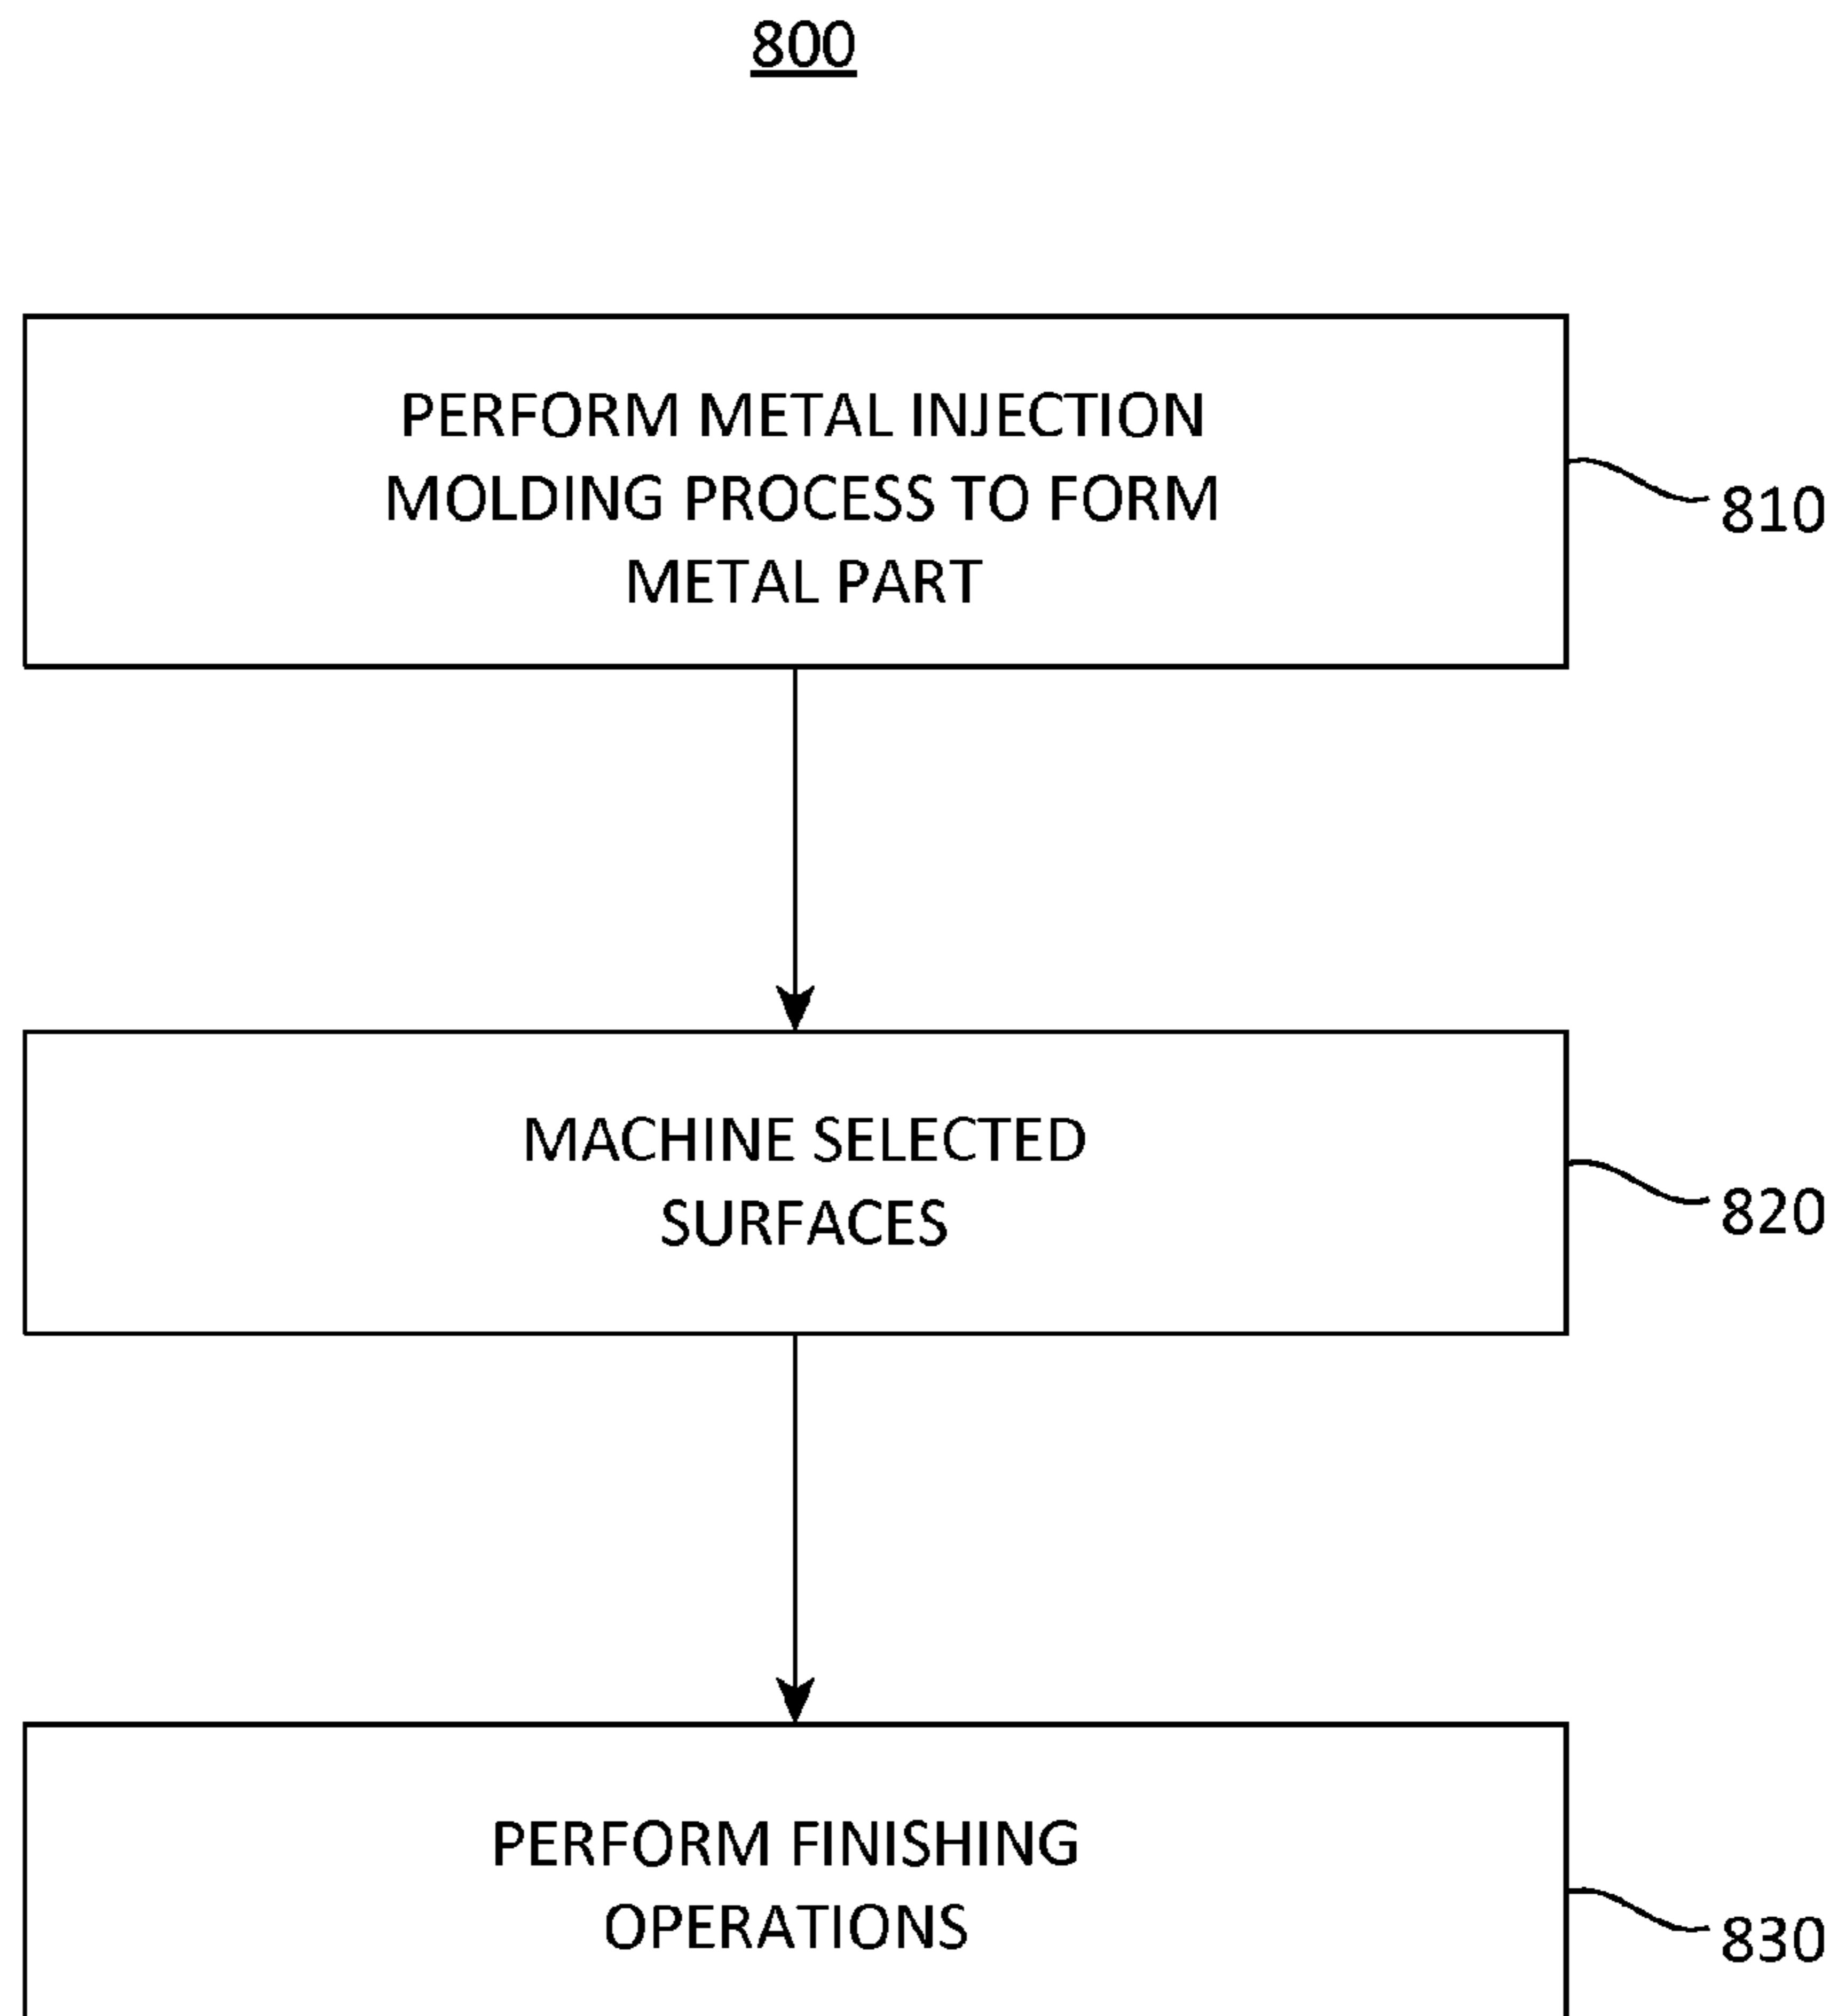 800
PERFORM METAL INJECTION
MOLDING PROCESS TO FORM
METAL PART
810
MACHINE SELECTED
SURFACES
820
PERFORM FINISHING
OPERATIONS
830